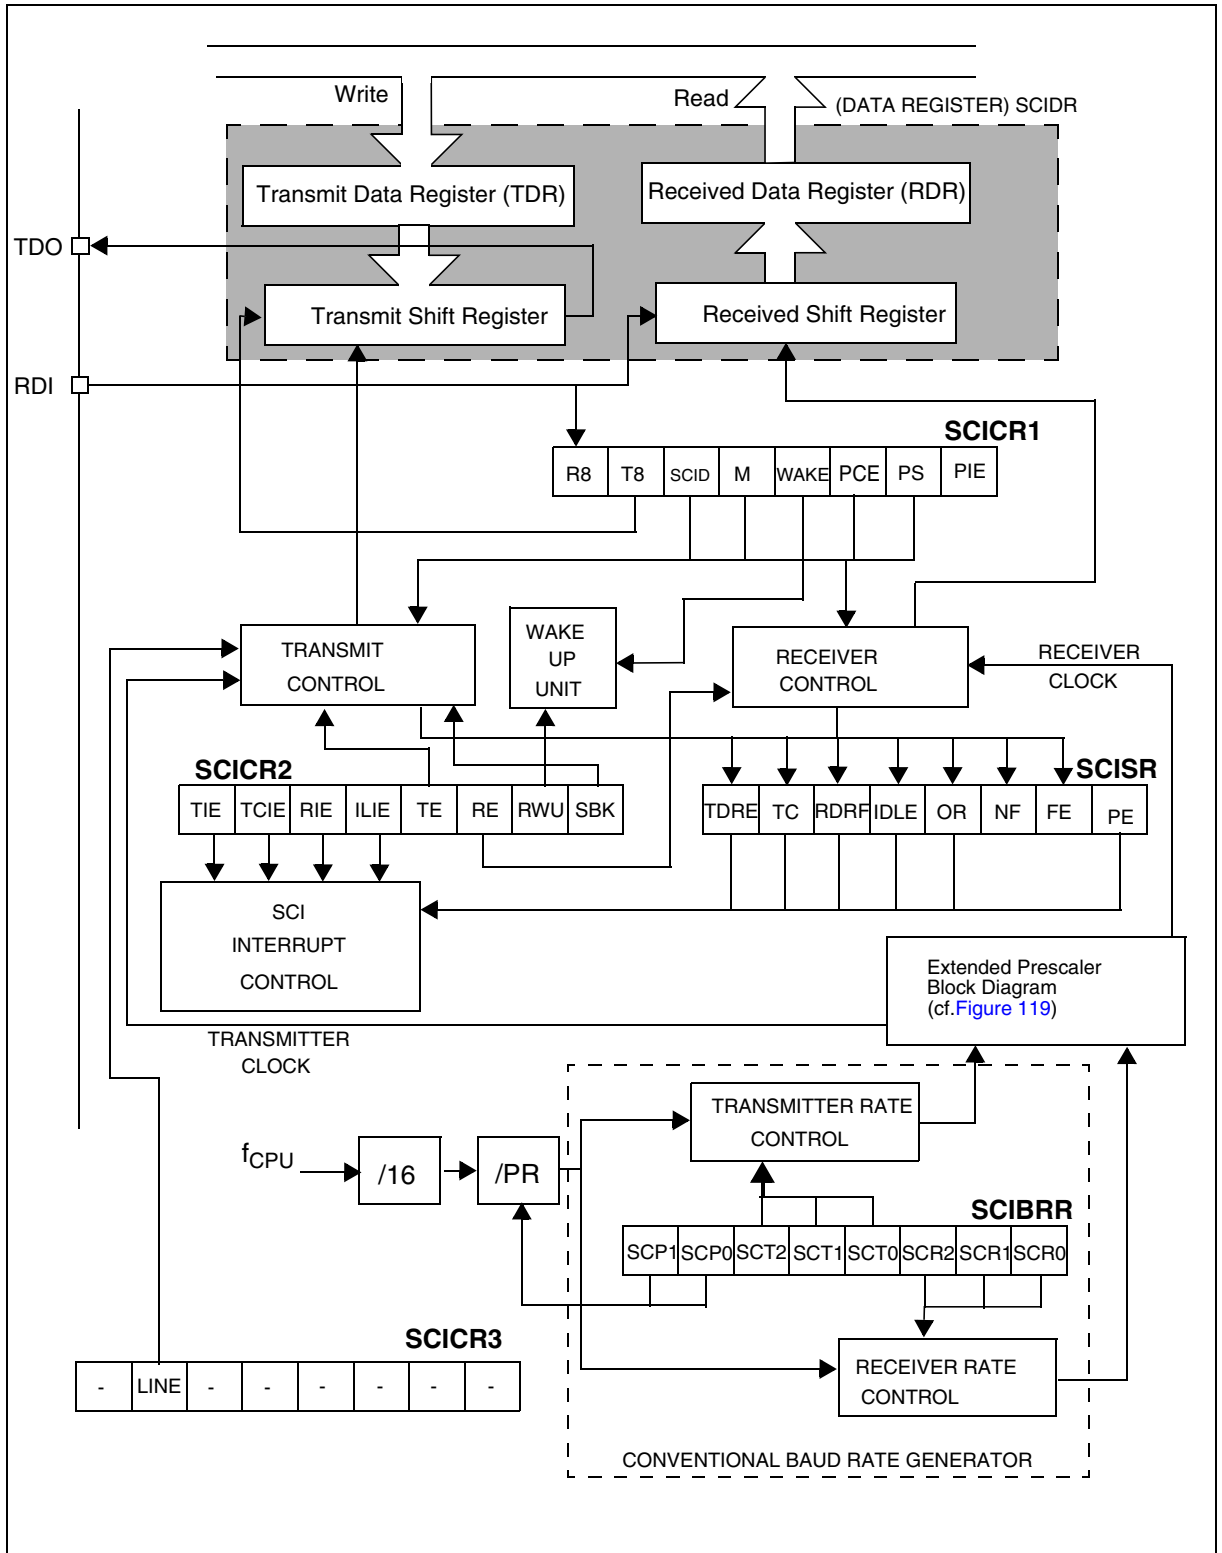 Write
Read
(DATA REGISTER) SCIDR
Transmit Data Register (TDR)
Received Data Register (RDR)
TDO
Transmit Shift Register
Received Shift Register
RDI
SCICR1
R8 T8 SCID M WAKE PCE PS PIE
TRANSMIT
CONTROL
WAKE
UP
UNIT
RECEIVER
CONTROL
RECEIVER
CLOCK
SCICR2
TIE TCIE RIE ILIE TE RE RWU SBK
SCISR
TDRE TC RDRF IDLE OR NF FE PE
SCI
INTERRUPT
CONTROL
Extended Prescaler
Block Diagram
(cf.Figure 119)
TRANSMITTER
CLOCK
TRANSMITTER RATE
CONTROL
fCPU
/16
/PR
SCIBRR
SCP1 SCP0 SCT2 SCT1 SCT0 SCR2 SCR1 SCR0
SCICR3
- LINE - - - - - -
RECEIVER RATE
CONTROL
CONVENTIONAL BAUD RATE GENERATOR